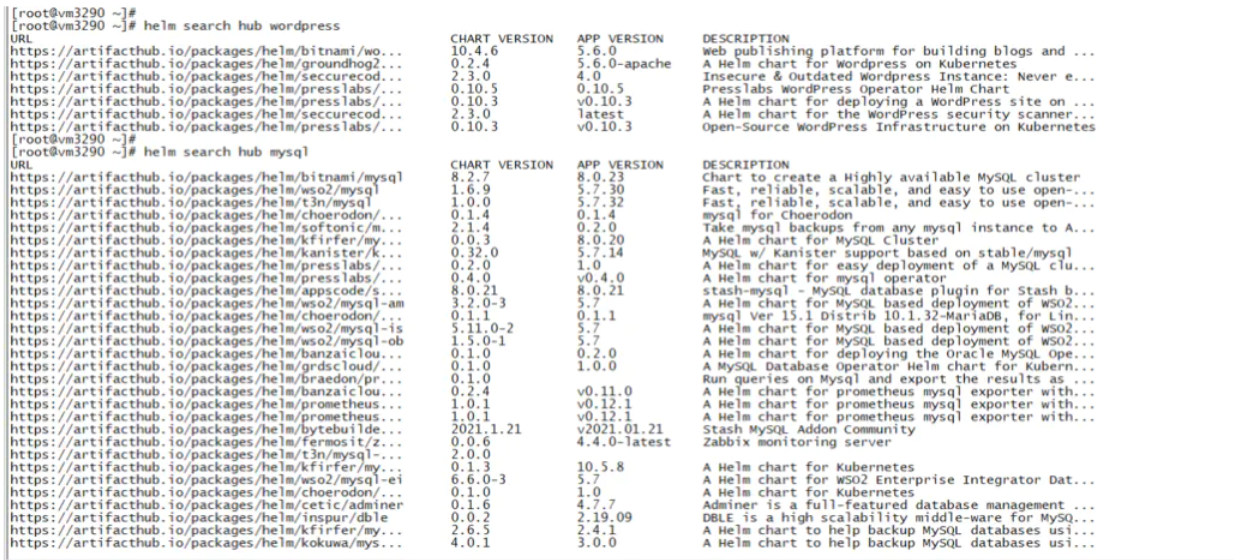 [root@vm3290 ~]#
[root@vm3290 ~]# helm search hub wordpress
URL CHART VERSION APP VERSION DESCRIPTION
https://artifacthub.io/packages/helm/bitnami/wo... 10.4.6 5.6.0 Web publishing platform for building blogs and ...
https://artifacthub.io/packages/helm/groundhog2... 0.2.4 5.6.0-apache A Helm chart for Wordpress on Kubernetes
https://artifacthub.io/packages/helm/seccurecod... 2.3.0 4.0 Insecure & Outdated Wordpress Instance: Never e...
https://artifacthub.io/packages/helm/presslabs/... 0.10.5 0.10.5 Presslabs WordPress Operator Helm Chart
https://artifacthub.io/packages/helm/presslabs/... 0.10.3 v0.10.3 A Helm chart for deploying a WordPress site on ...
https://artifacthub.io/packages/helm/seccurecod... 2.3.0 latest A Helm chart for the WordPress security scanner...
https://artifacthub.io/packages/helm/presslabs/... 0.10.3 v0.10.3 Open-Source WordPress Infrastructure on Kubernetes
[root@vm3290 ~]#
[root@vm3290 ~]# helm search hub mysql
URL CHART VERSION APP VERSION DESCRIPTION
https://artifacthub.io/packages/helm/bitnami/mysql 8.2.7 8.0.23 Chart to create a Highly available MySQL cluster
https://artifacthub.io/packages/helm/wso2/mysql 1.6.9 5.7.30 Fast, reliable, scalable, and easy to use open-...
https://artifacthub.io/packages/helm/t3n/mysql 1.0.0 5.7.32 Fast, reliable, scalable, and easy to use open-...
https://artifacthub.io/packages/helm/choerodon/... 0.1.4 0.1.4 mysql for Choerodon
https://artifacthub.io/packages/helm/softonic/m... 2.1.4 0.2.0 Take mysql backups from any mysql instance to A...
https://artifacthub.io/packages/helm/kfirfer/my... 0.0.3 8.0.20 A Helm chart for MySQL Cluster
https://artifacthub.io/packages/helm/kanister/k... 0.32.0 5.7.14 MySQL w/ Kanister support based on stable/mysql
https://artifacthub.io/packages/helm/presslabs/... 0.2.0 1.0 A Helm chart for easy deployment of a MySQL clu...
https://artifacthub.io/packages/helm/presslabs/... 0.4.0 v0.4.0 A Helm chart for mysql operator
https://artifacthub.io/packages/helm/appscode/s... 8.0.21 8.0.21 stash-mysql - MySQL database plugin for Stash b...
https://artifacthub.io/packages/helm/wso2/mysql-am 3.2.0-3 5.7 A Helm chart for MySQL based deployment of WSO2...
https://artifacthub.io/packages/helm/choerodon/... 0.1.1 0.1.1 mysql Ver 15.1 Distrib 10.1.32-MariaDB, for Lin...
https://artifacthub.io/packages/helm/wso2/mysql-is 5.11.0-2 5.7 A Helm chart for MySQL based deployment of WSO2...
https://artifacthub.io/packages/helm/wso2/mysql-ob 1.5.0-1 5.7 A Helm chart for MySQL based deployment of WSO2...
https://artifacthub.io/packages/helm/banzaiclou... 0.1.0 0.2.0 A Helm chart for deploying the Oracle MySQL Ope...
https://artifacthub.io/packages/helm/grdscloud/... 0.1.0 1.0.0 A MySQL Database Operator Helm chart for Kubern...
https://artifacthub.io/packages/helm/braedon/pr... 0.1.0 Run queries on Mysql and export the results as ...
https://artifacthub.io/packages/helm/banzaiclou... 0.2.4 v0.11.0 A Helm chart for prometheus mysql exporter with...
https://artifacthub.io/packages/helm/prometheus... 1.0.1 v0.12.1 A Helm chart for prometheus mysql exporter with...
https://artifacthub.io/packages/helm/prometheus... 1.0.1 v0.12.1 A Helm chart for prometheus mysql exporter with...
https://artifacthub.io/packages/helm/bytebuilde... 2021.1.21 v2021.01.21 Stash MySQL Addon Community
https://artifacthub.io/packages/helm/fermosit/z... 0.0.6 4.4.0-latest Zabbix monitoring server
https://artifacthub.io/packages/helm/t3n/mysql-... 2.0.0
https://artifacthub.io/packages/helm/kfirfer/my... 0.1.3 10.5.8 A Helm chart for Kubernetes
https://artifacthub.io/packages/helm/wso2/mysql-ei 6.6.0-3 5.7 A Helm chart for WSO2 Enterprise Integrator Dat...
https://artifacthub.io/packages/helm/choerodon/... 0.1.0 1.0 A Helm chart for Kubernetes
https://artifacthub.io/packages/helm/cetic/adminer 0.1.6 4.7.7 Adminer is a full-featured database management ...
https://artifacthub.io/packages/helm/inspur/dble 0.0.2 2.19.09 DBLE is a high scalability middle-ware for MySQ...
https://artifacthub.io/packages/helm/kfirfer/my... 2.6.5 2.4.1 A Helm chart to help backup MySQL databases usi...
https://artifacthub.io/packages/helm/kokuwa/mys... 4.0.1 3.0.0 A Helm chart to help backup MySQL databases usi...